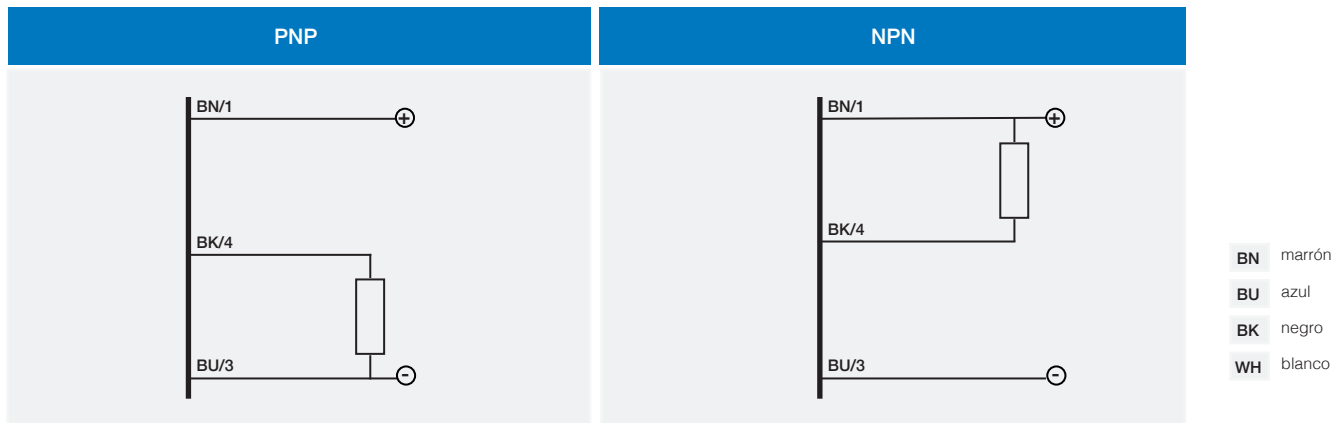 PNP
BN/1
+
BK/4
BU/3
-
NPN
BN/1
+
BK/4
BU/3
-
BN marrón
BU azul
BK negro
WH blanco